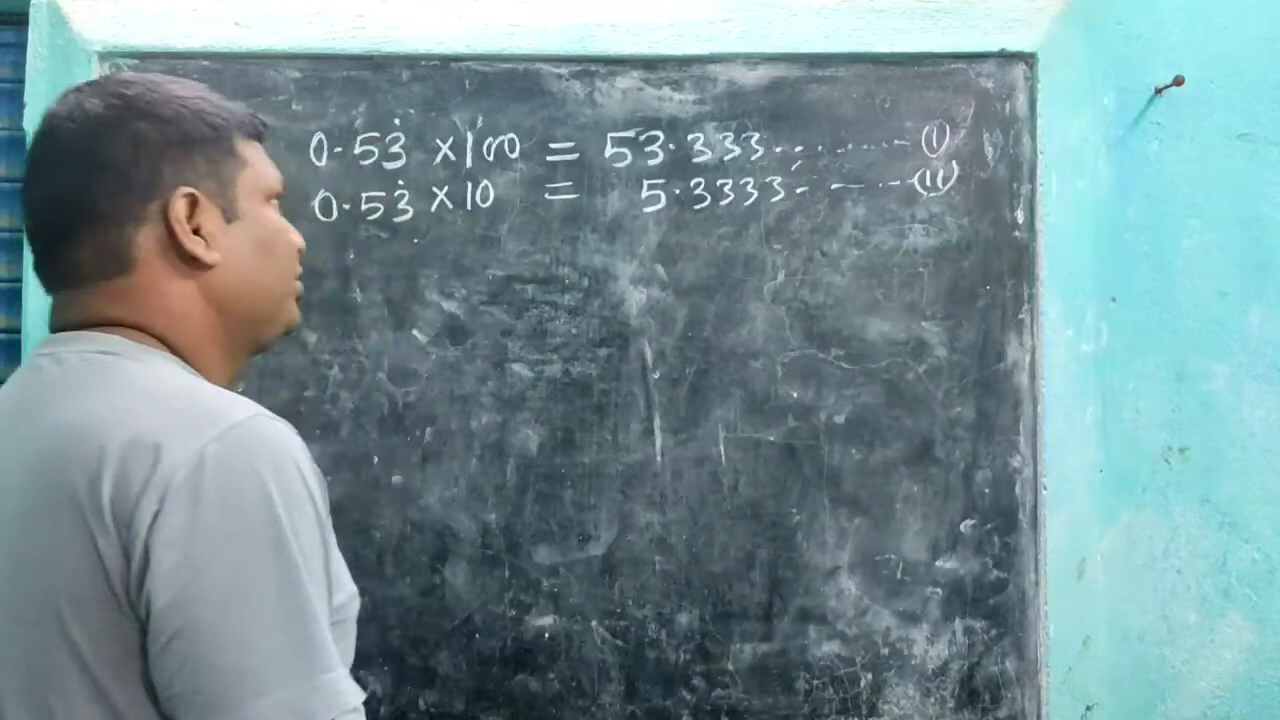 0.53̇ ×100 = 53.333......... (i)
0.53̇ ×10 = 5.3333- - - -(ii)